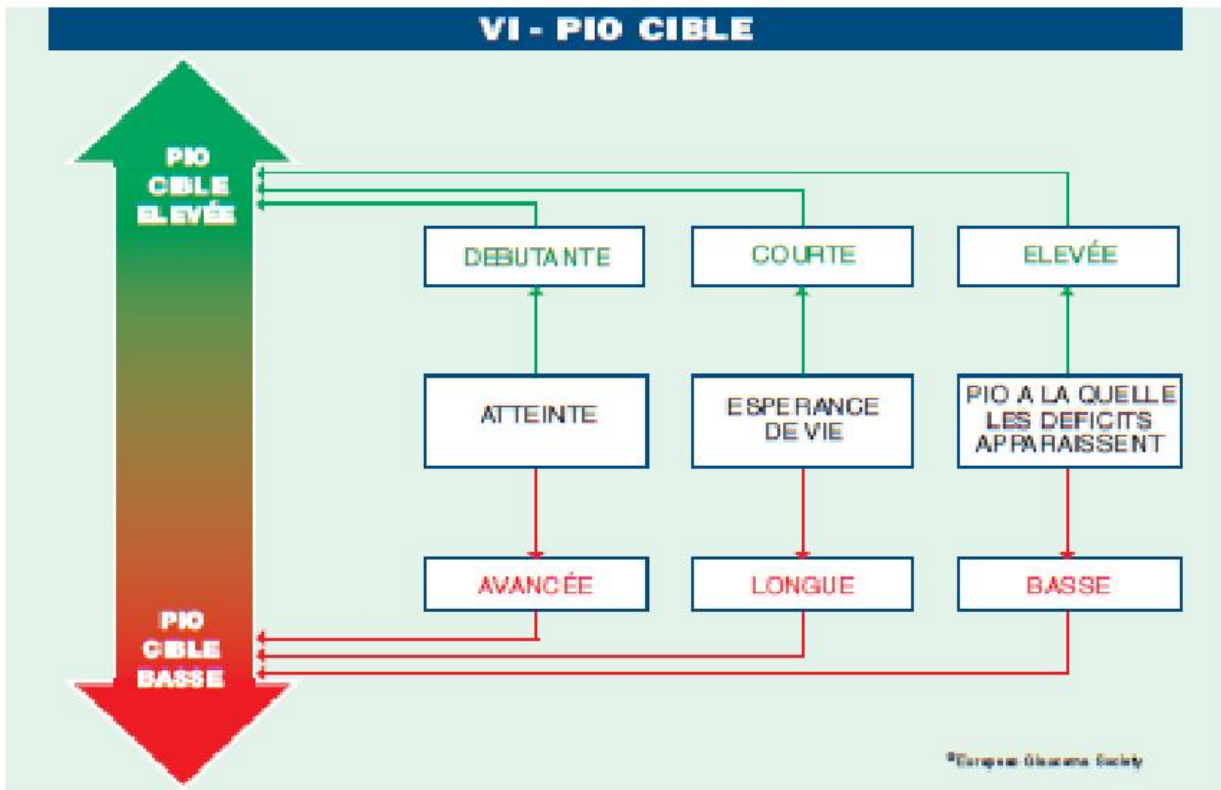 VI - PIO CIBLE
PIO
CIBLE
ELEVÉE
DEBUTANTE
COURTE
ELEVÉE
ATTEINTE
ESPERANCE
DE VIE
PIO A LA QUELLE
LES DEFICITS
APPARAISSENT
AVANCÉE
LONGUE
BASSE
PIO
CIBLE
BASSE
©European Glaucoma Society